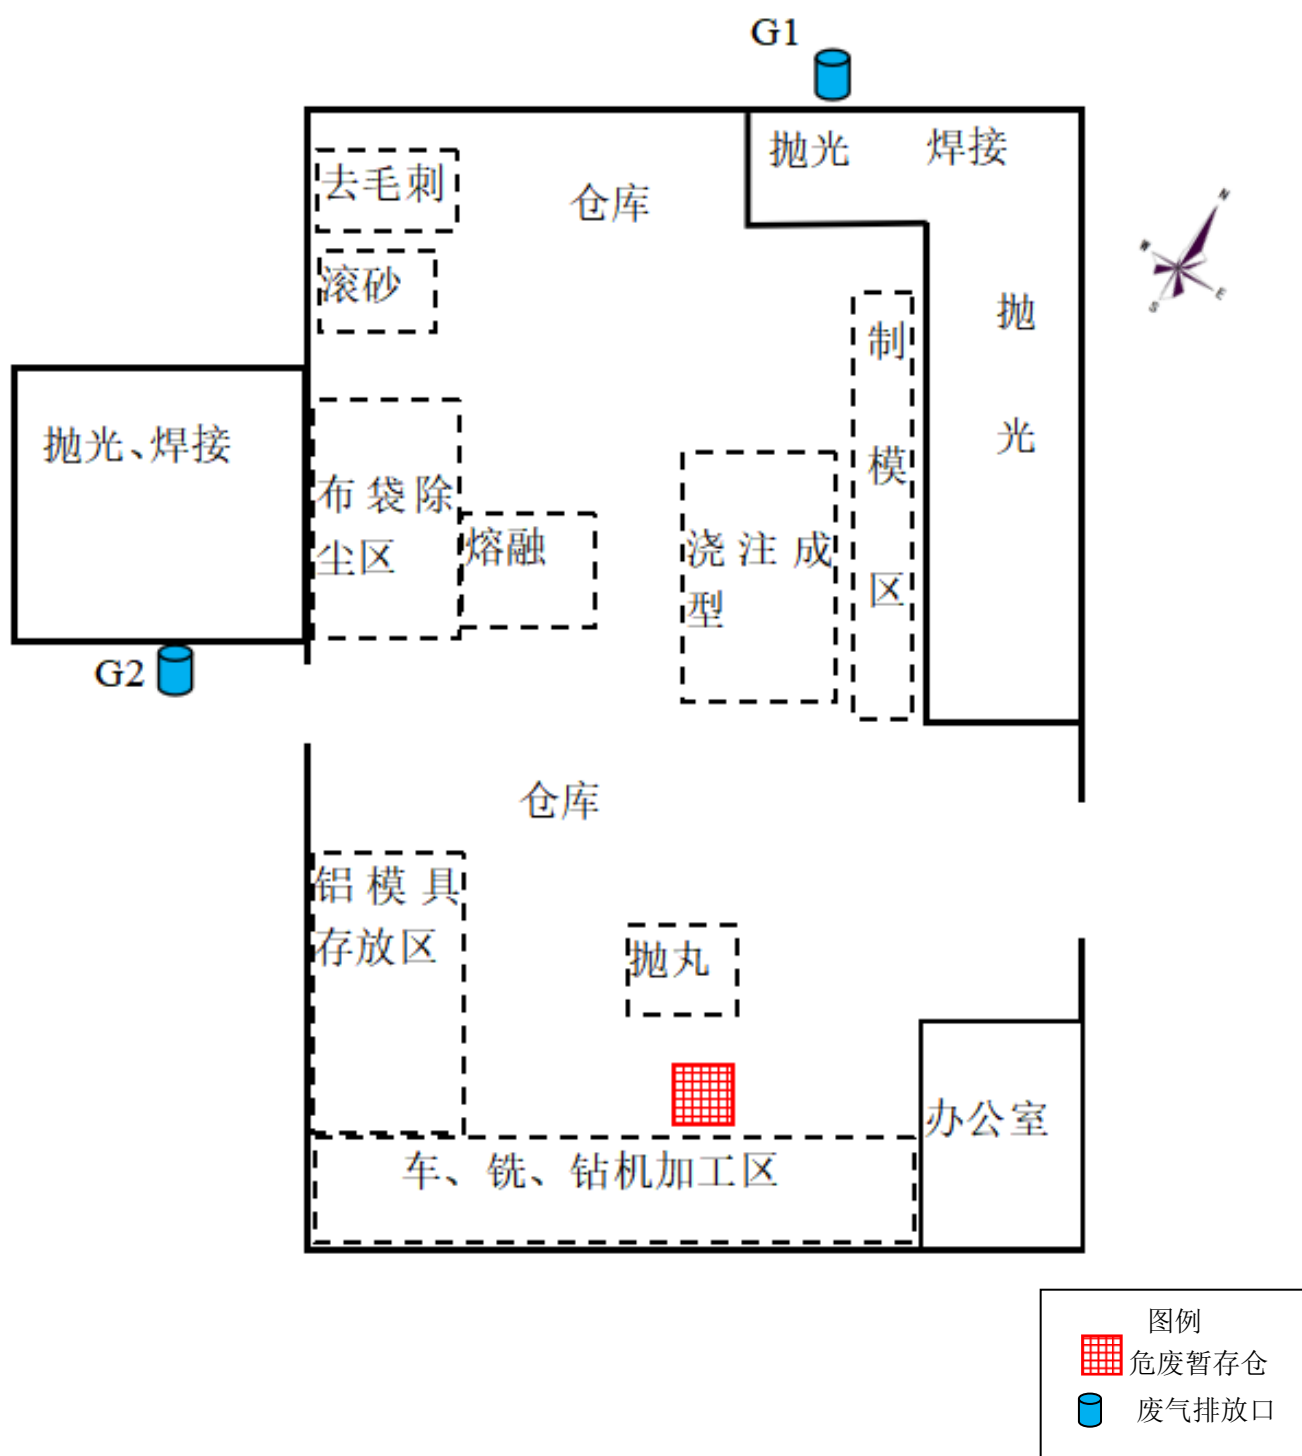 G1
抛光 焊接
去毛刺
仓库
N
W
E
S
滚砂
抛
光
制
模
区
抛光、焊接
布袋除
尘区
熔融
浇注成
型
G2
仓库
铝模具
存放区
抛丸
办公室
车、铣、钻机加工区
图例
危废暂存仓
废气排放口